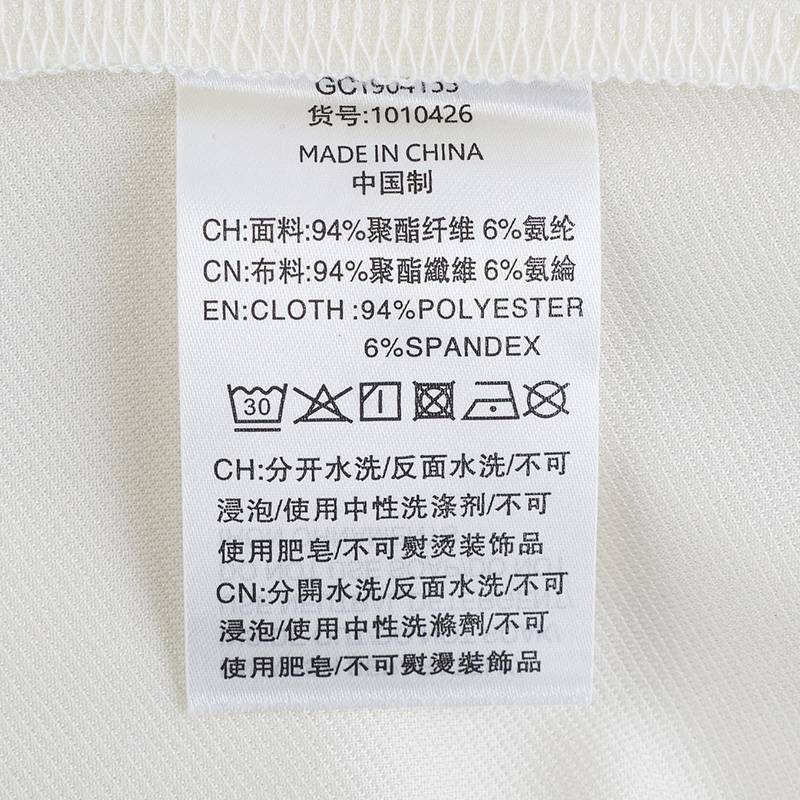 GC1904133
货号:1010426
MADE IN CHINA
中国制
CH:面料:94%聚酯纤维 6%氨纶
CN:布料:94%聚酯纖維 6%氨綸
EN:CLOTH :94%POLYESTER
6%SPANDEX
30
CH:分开水洗/反面水洗/不可
浸泡/使用中性洗涤剂/不可
使用肥皂/不可熨烫装饰品
CN:分開水洗/反面水洗/不可
浸泡/使用中性洗滌劑/不可
使用肥皂/不可熨燙裝飾品